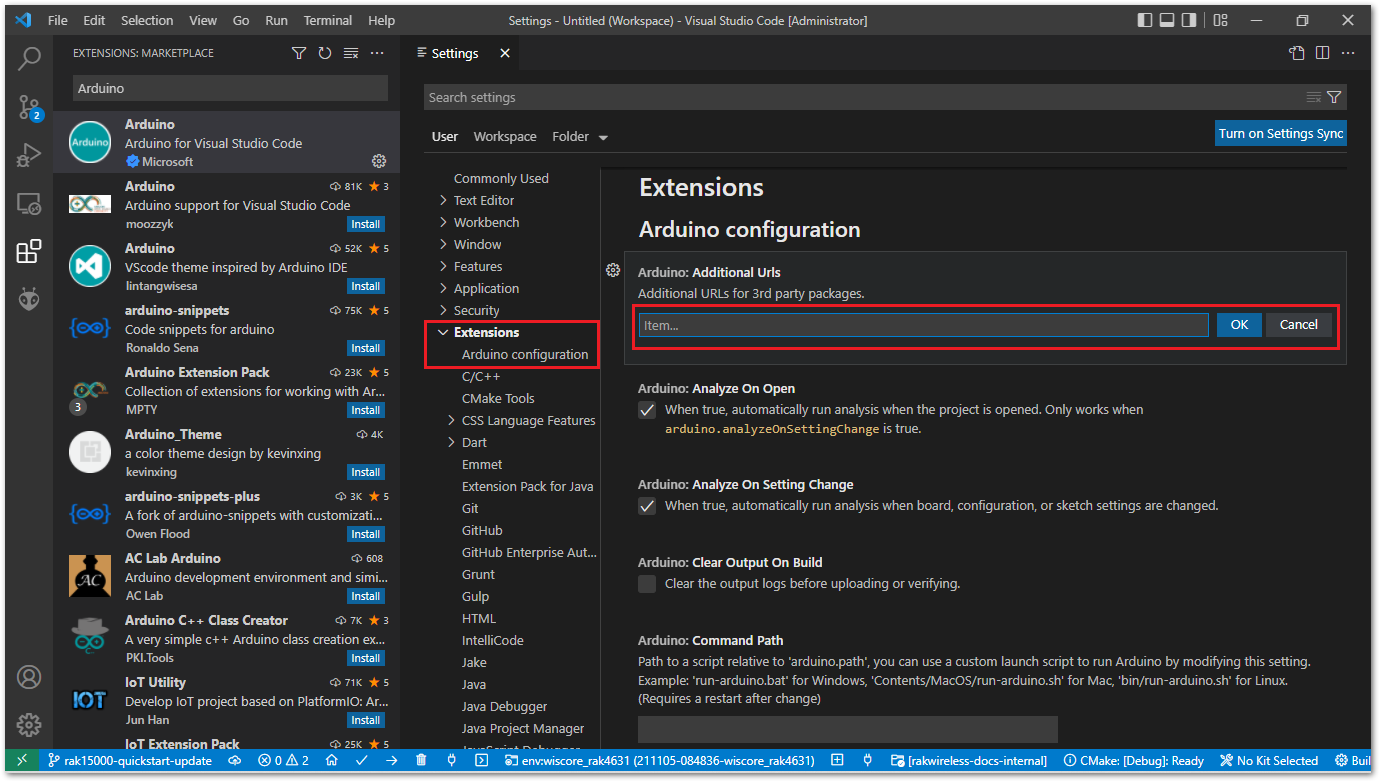 File Edit Selection View Go Run Terminal Help
Settings - Untitled (Workspace) - Visual Studio Code [Administrator]
2
EXTENSIONS: MARKETPLACE
Arduino
Arduino
Arduino
Arduino for Visual Studio Code
Microsoft
Arduino 81K 3
Arduino support for Visual Studio Code
moozzyk Install
Arduino 52K 5
VScode theme inspired by Arduino IDE
lintangwisesa Install
arduino-snippets 75K 5
Code snippets for arduino
Ronaldo Sena Install
Arduino Extension Pack 23K 5
Collection of extensions for working with Ar...
3
MPTY Install
Arduino_Theme 4K
a color theme design by kevinxing
kevinxing Install
arduino-snippets-plus 3K 5
A fork of arduino-snippets with customizati...
Owen Flood Install
AC
AC Lab Arduino 608
Arduino development environment and simi...
AC Lab Install
Arduino C++ Class Creator 7K 3
A very simple c++ Arduino class creation ex...
PKI.Tools Install
IOT
IoT Utility 71K 5
Develop IoT project based on PlatformIO: Ar...
Jun Han Install
IoT Extension Pack 25K 5
Settings
Search settings
User Workspace Folder
Turn on Settings Sync
Commonly Used
Text Editor
Workbench
Window
Features
Application
Security
Extensions
Arduino configuration
C/C++
CMake Tools
CSS Language Features
Dart
Emmet
Extension Pack for Java
Git
GitHub
GitHub Enterprise Aut...
Grunt
Gulp
HTML
IntelliCode
Jake
Java
Java Debugger
Java Project Manager
JavaScript Debugger
Extensions
Arduino configuration
Arduino: Additional Urls
Additional URLs for 3rd party packages.
Item... OK Cancel
Arduino: Analyze On Open
When true, automatically run analysis when the project is opened. Only works when
arduino.analyzeOnSettingChange is true.
Arduino: Analyze On Setting Change
When true, automatically run analysis when board, configuration, or sketch settings are changed.
Arduino: Clear Output On Build
Clear the output logs before uploading or verifying.
Arduino: Command Path
Path to a script relative to 'arduino.path', you can use a custom launch script to run Arduino by modifying this setting.
Example: 'run-arduino.bat' for Windows, 'Contents/MacOS/run-arduino.sh' for Mac, 'bin/run-arduino.sh' for Linux.
(Requires a restart after change)
rak15000-quickstart-update 0 2 env:wiscore_rak4631 (211105-084836-wiscore_rak4631) [rakwireless-docs-internal] CMake: [Debug]: Ready No Kit Selected Buil